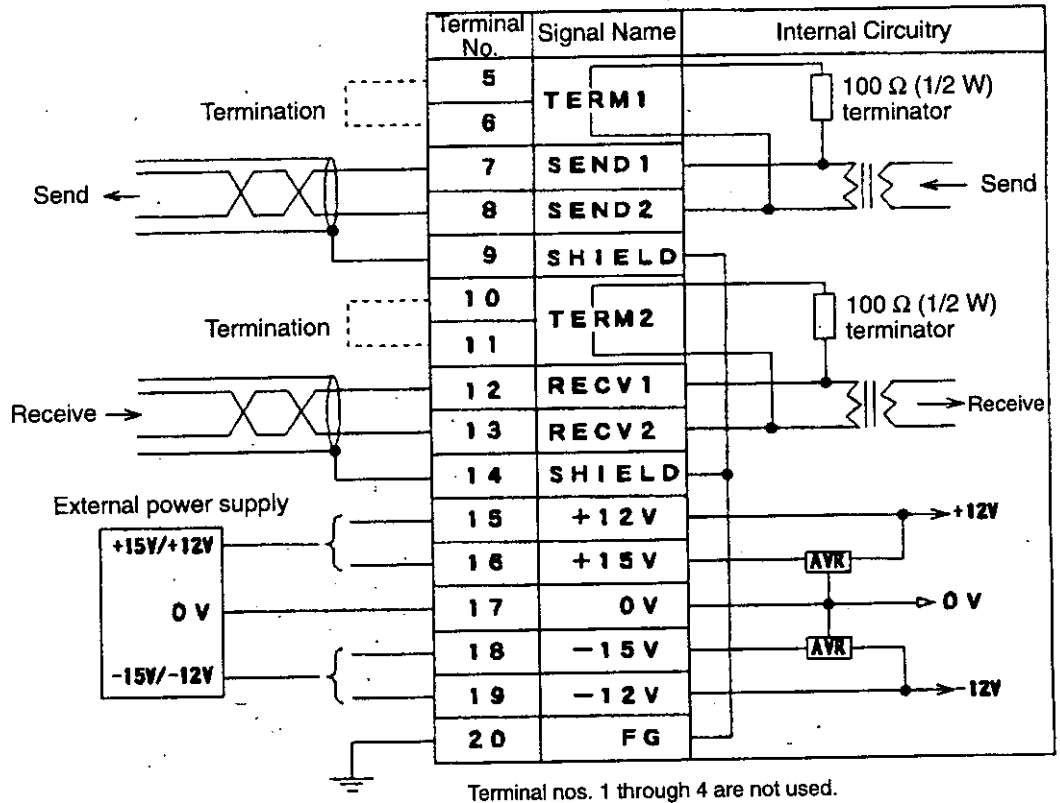 Terminal No. Signal Name Internal Circuitry
5 TERM1 100 Ω (1/2 W) terminator
Termination
6
7 SEND1
Send Send
8 SEND2
9 SHIELD
10 TERM2 100 Ω (1/2 W) terminator
Termination
11
12 RECV1
Receive Receive
13 RECV2
14 SHIELD
External power supply
15 +12V +12V
+15V/+12V
16 +15V AVR
0 V 17 0V 0 V
18 -15V AVR
-15V/-12V
19 -12V -12V
20 FG
Terminal nos. 1 through 4 are not used.